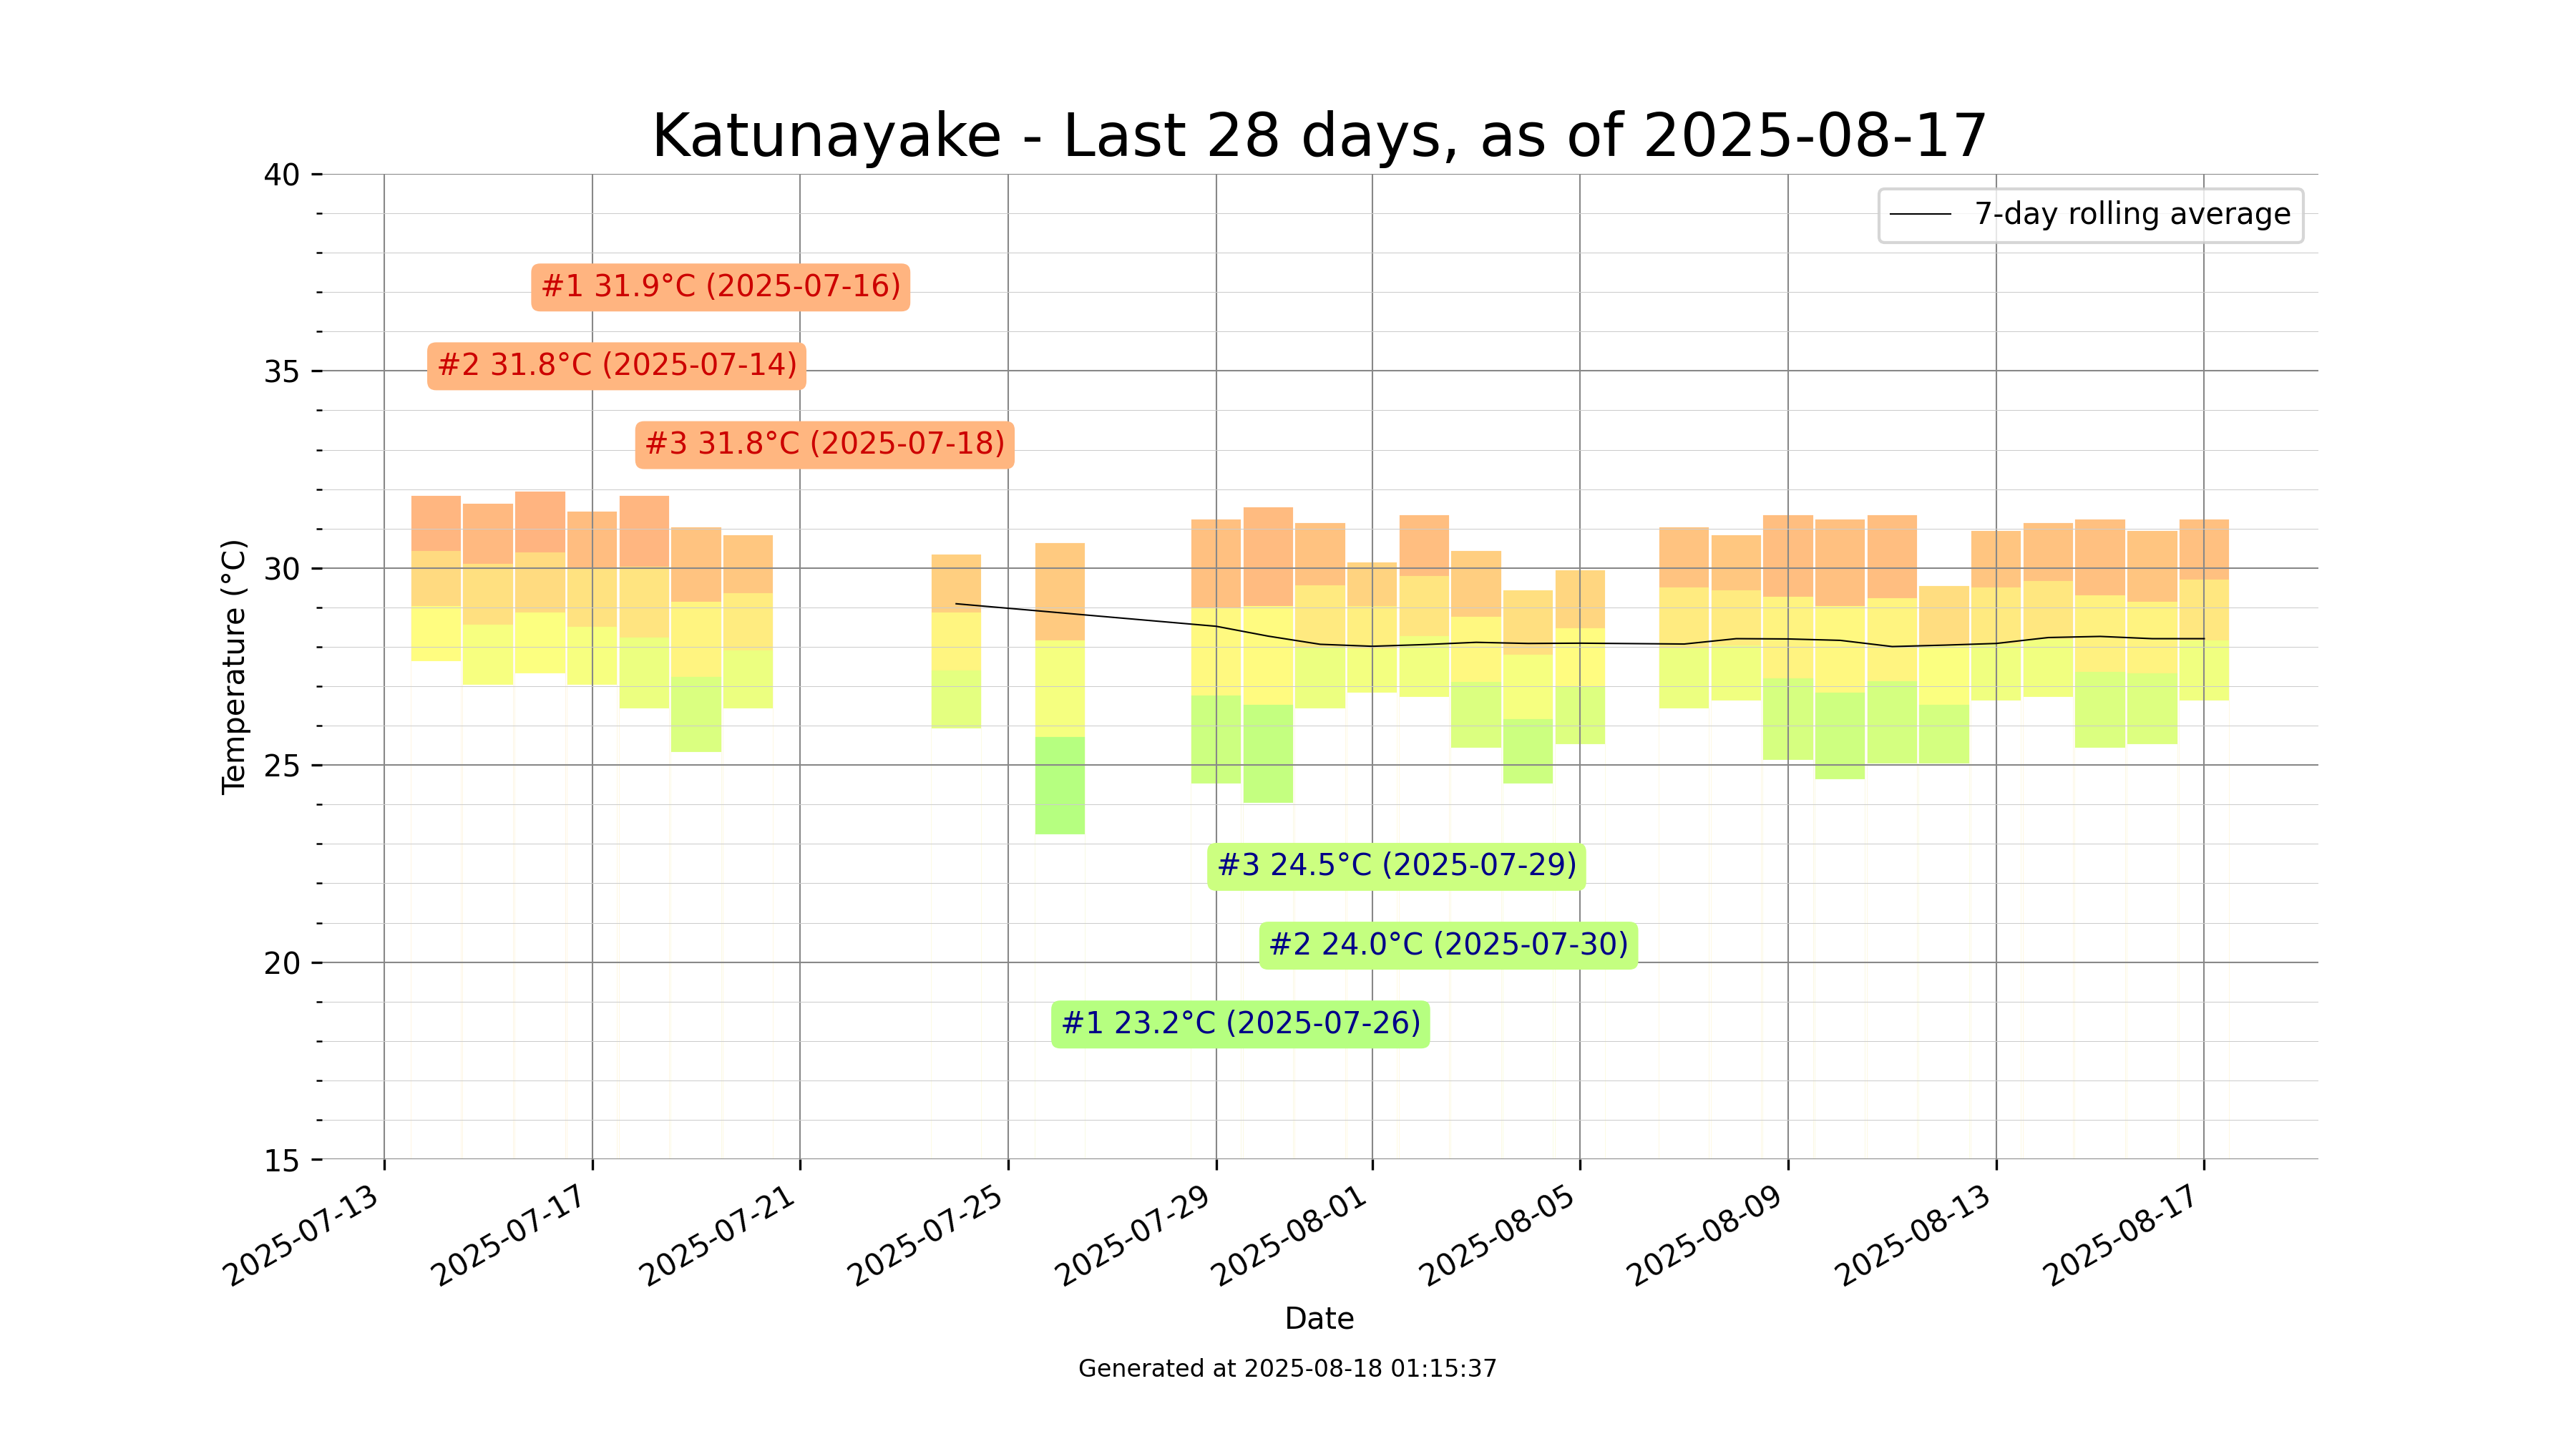 Katunayake - Last 28 days, as of 2025-08-17
7-day rolling average
40
35
30
25
20
15
Temperature (°C)
#1 31.9°C (2025-07-16)
#2 31.8°C (2025-07-14)
#3 31.8°C (2025-07-18)
#3 24.5°C (2025-07-29)
#2 24.0°C (2025-07-30)
#1 23.2°C (2025-07-26)
2025-07-13
2025-07-17
2025-07-21
2025-07-25
2025-07-29
2025-08-01
2025-08-05
2025-08-09
2025-08-13
2025-08-17
Date
Generated at 2025-08-18 01:15:37